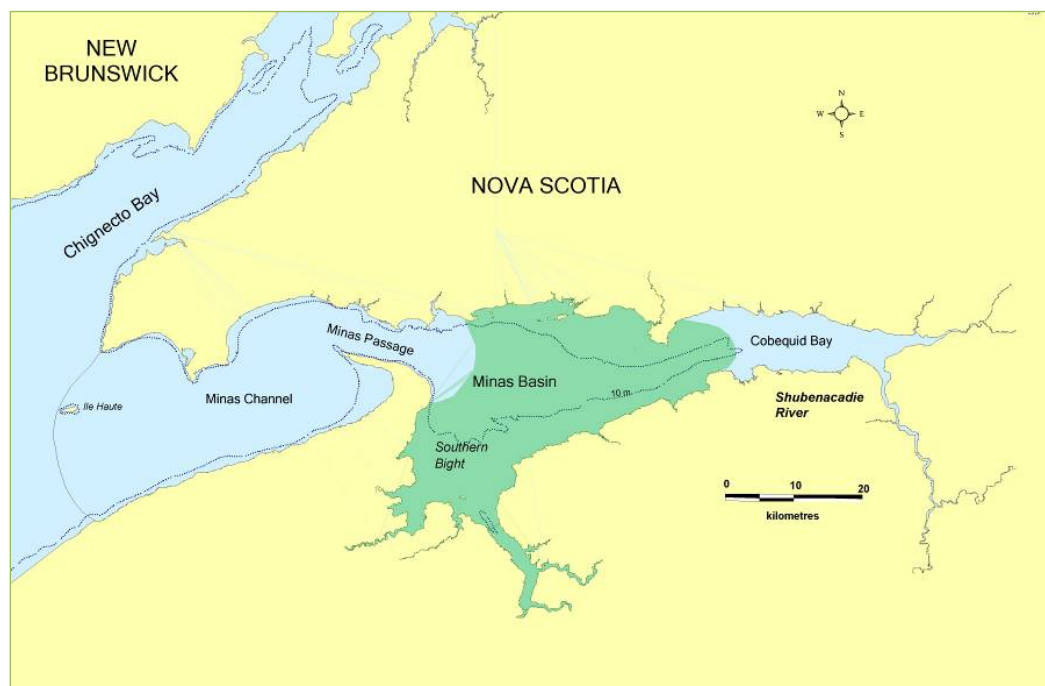 NEW
BRUNSWICK
N
W E
S
NOVA SCOTIA
Chignecto Bay
Minas Passage
Cobequid Bay
Minas Basin
10 m
Ile Haute
Minas Channel
Shubenacadie
River
Southern
Bight
0 10 20
kilometres